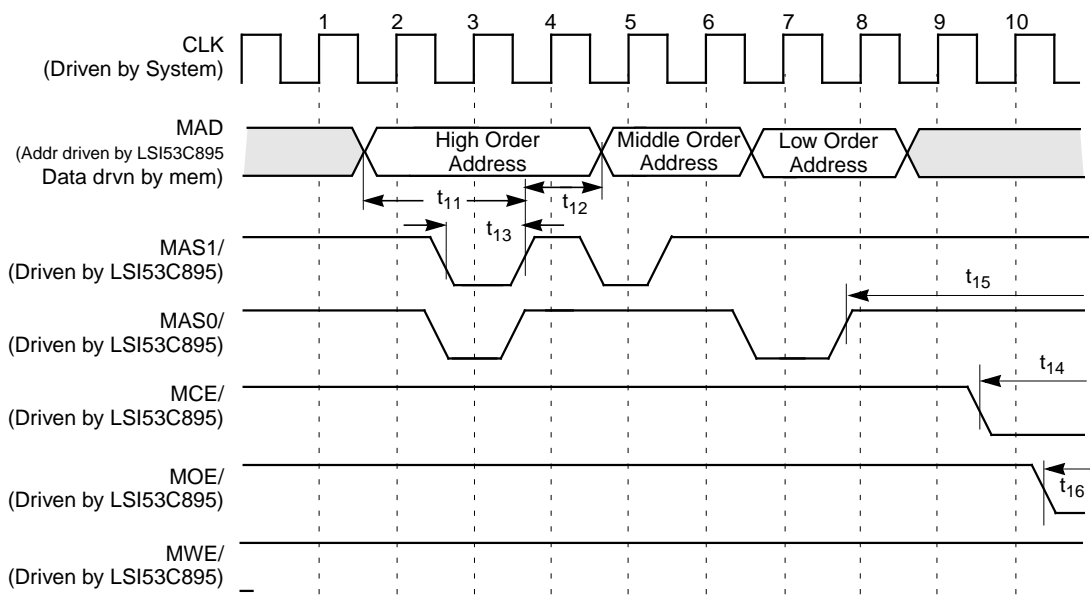 1 2 3 4 5 6 7 8 9 10
CLK
(Driven by System)
MAD
(Addr driven by LSI53C895
Data drvn by mem)
High Order
Address
Middle Order
Address
Low Order
Address
t11
t12
t13
MAS1/
(Driven by LSI53C895)
t15
MAS0/
(Driven by LSI53C895)
t14
MCE/
(Driven by LSI53C895)
MOE/
(Driven by LSI53C895)
t16
MWE/
(Driven by LSI53C895)